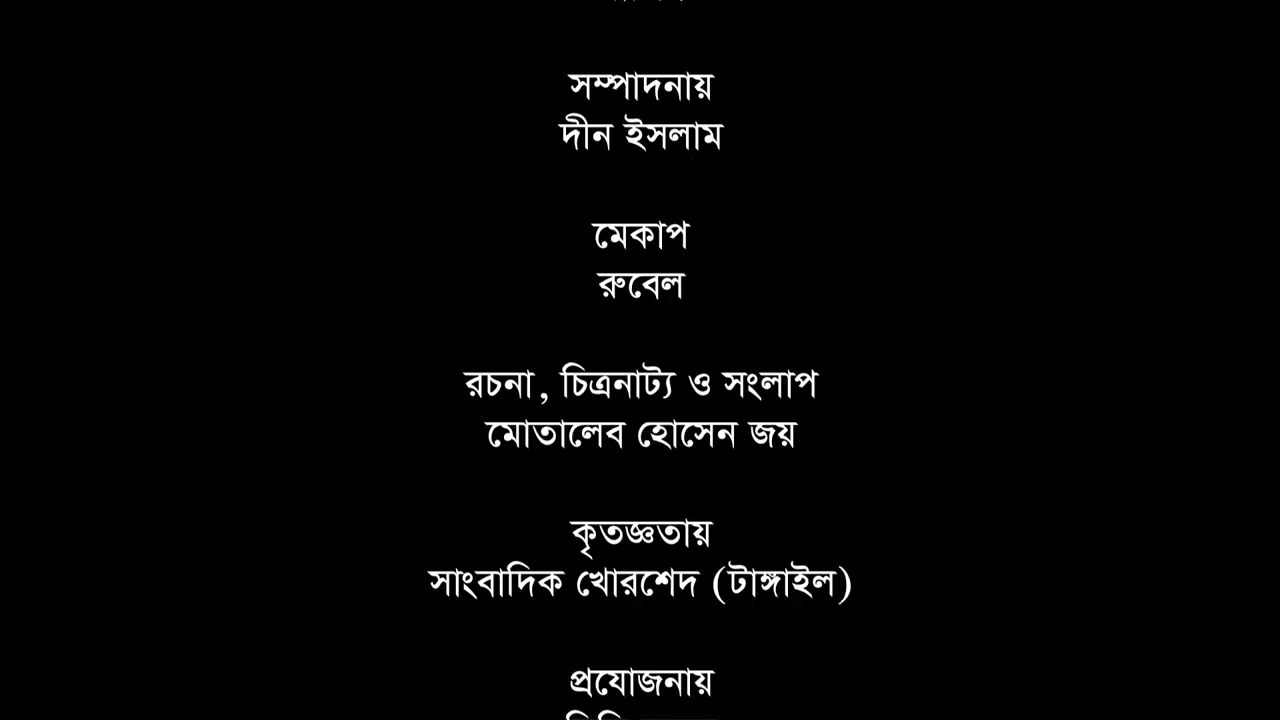 সম্পাদনায়
দীন ইসলাম
মেকাপ
রুবেল
রচনা, চিত্রনাট্য ও সংলাপ
মোতালেব হোসেন জয়
কৃতজ্ঞতায়
সাংবাদিক খোরশেদ (টাঙ্গাইল)
প্রযোজনায়